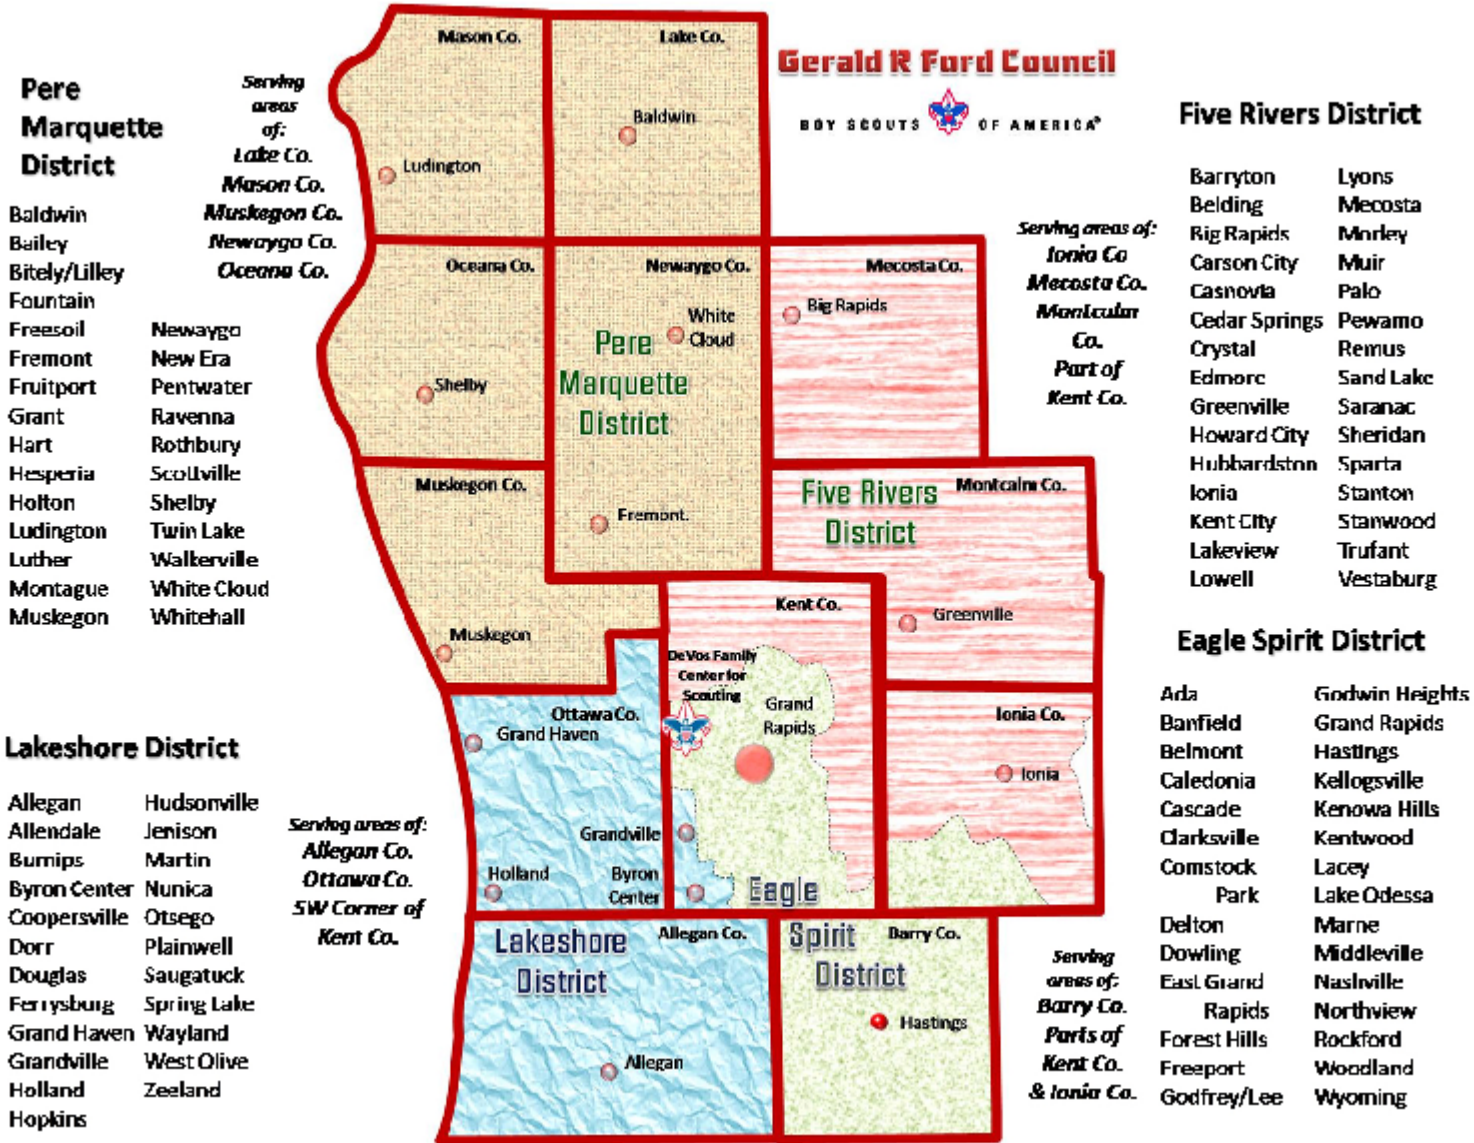 Gerald R Ford Council
BOY SCOUTS OF AMERICA®
Pere
Marquette
District
Serving
areas
of:
Lake Co.
Mason Co.
Muskegon Co.
Newaygo Co.
Oceana Co.
Baldwin
Bailey
Bitely/Lilley
Fountain
Freesoil Newaygo
Fremont New Era
Fruitport Pentwater
Grant Ravenna
Hart Rothbury
Hesperia Scottville
Holton Shelby
Ludington Twin Lake
Luther Walkerville
Montague White Cloud
Muskegon Whitehall
Lakeshore District
Allegan Hudsonville
Allendale Jenison
Burnips Martin
Byron Center Nunica
Coopersville Otsego
Dorr Plainwell
Douglas Saugatuck
Ferrysburg Spring Lake
Grand Haven Wayland
Grandville West Olive
Holland Zeeland
Hopkins
Serving areas of:
Allegan Co.
Ottawa Co.
SW Corner of
Kent Co.
Mason Co.
Ludington
Lake Co.
Baldwin
Oceana Co.
Shelby
Newaygo Co.
White
Cloud
Pere
Marquette
District
Fremont.
Mecosta Co.
Big Rapids
Muskegon Co.
Muskegon
Five Rivers
District
Montcalm Co.
Greenville
Kent Co.
DeVos Family
Center for
Scouting
Grand
Rapids
Ottawa Co.
Grand Haven
Grandville
Holland
Byron
Center
Ionia Co.
Ionia
Eagle
Spirit
District
Lakeshore
District
Allegan Co.
Allegan
Barry Co.
Hastings
Five Rivers District
Serving areas of:
Ionia Co
Mecosta Co.
Montcalm
Co.
Part of
Kent Co.
Barryton Lyons
Belding Mecosta
Big Rapids Morley
Carson City Muir
Casnovia Palo
Cedar Springs Pewamo
Crystal Remus
Edmore Sand Lake
Greenville Saranac
Howard City Sheridan
Hubbardston Sparta
Ionia Stanton
Kent City Stanwood
Lakeview Trufant
Lowell Vestaburg
Eagle Spirit District
Ada Godwin Heights
Banfield Grand Rapids
Belmont Hastings
Caledonia Kellogsville
Cascade Kenowa Hills
Clarksville Kentwood
Comstock Lacey
Park Lake Odessa
Delton Marne
Dowling Middleville
East Grand Nashville
Rapids Northview
Forest Hills Rockford
Freeport Woodland
Godfrey/Lee Wyoming
Serving
areas of:
Barry Co.
Parts of
Kent Co.
& Ionia Co.